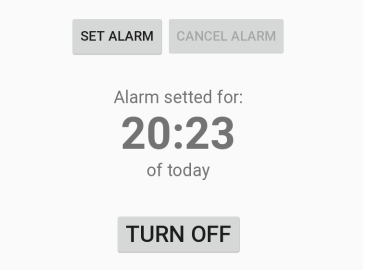 SET ALARM CANCEL ALARM
Alarm setted for:
20:23
of today
TURN OFF